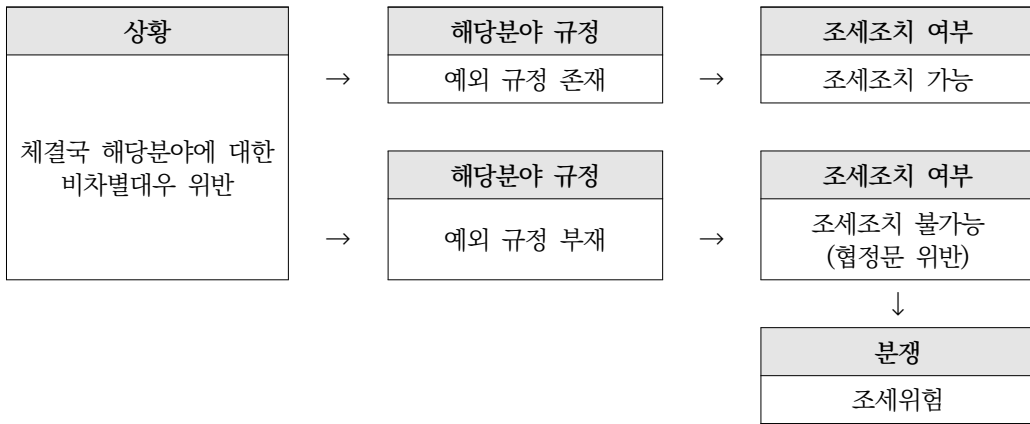 상황
체결국 해당분야에 대한
비차별대우 위반
→
해당분야 규정
예외 규정 존재
→
조세조치 여부
조세조치 가능
→
해당분야 규정
예외 규정 부재
→
조세조치 여부
조세조치 불가능
(협정문 위반)
↓
분쟁
조세위험